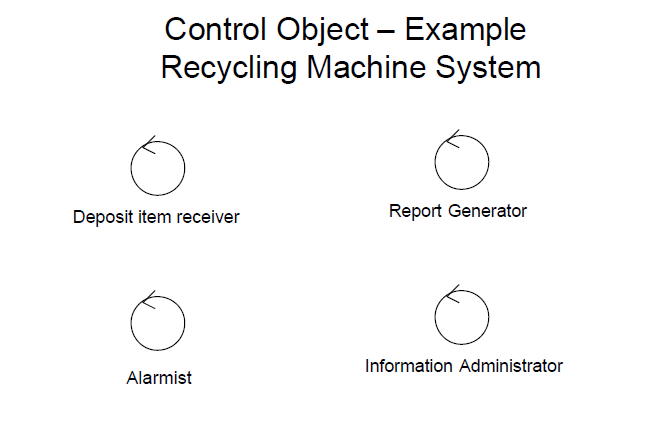 Control Object – Example
Recycling Machine System
Deposit item receiver
Report Generator
Alarmist
Information Administrator